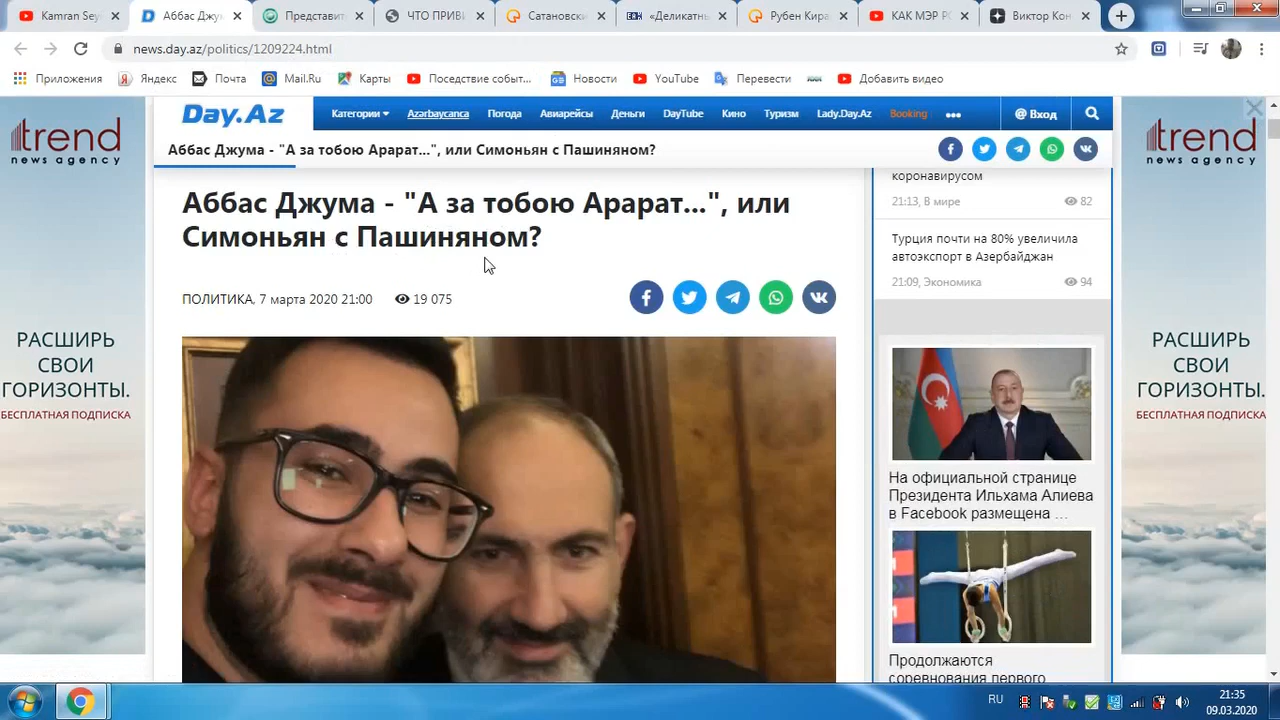 Kamran Sey
Аббас Джу
Представит
ЧТО ПРИВ
Сатановски
«Деликатн
Рубен Кира
КАК МЭР Р
Виктор Кон
news.day.az/politics/1209224.html
Приложения
Яндекс
Почта
Mail.Ru
Карты
Поседствие событ...
Новости
YouTube
Перевести
Добавить видео
trend
news agency
РАСШИРЬ
СВОИ
ГОРИЗОНТЫ.
БЕСПЛАТНАЯ ПОДПИСКА
Day.Az
Категории
Azərbaycanca
Погода
Авиарейсы
Деньги
DayTube
Кино
Туризм
Lady.Day.Az
Booking
Вход
Аббас Джума - "А за тобою Арарат...", или Симоньян с Пашиняном?
Аббас Джума - "А за тобою Арарат...", или
Симоньян с Пашиняном?
ПОЛИТИКА, 7 марта 2020 21:00
19 075
коронавирусом
21:13, В мире
82
Турция почти на 80% увеличила
автоэкспорт в Азербайджан
21:09, Экономика
94
На официальной странице
Президента Ильхама Алиева
в Facebook размещена ...
Продолжаются
соревнования первого
trend
news agency
РАСШИРЬ
СВОИ
ГОРИЗОНТЫ.
БЕСПЛАТНАЯ ПОДПИСКА
RU
21:35
09.03.2020